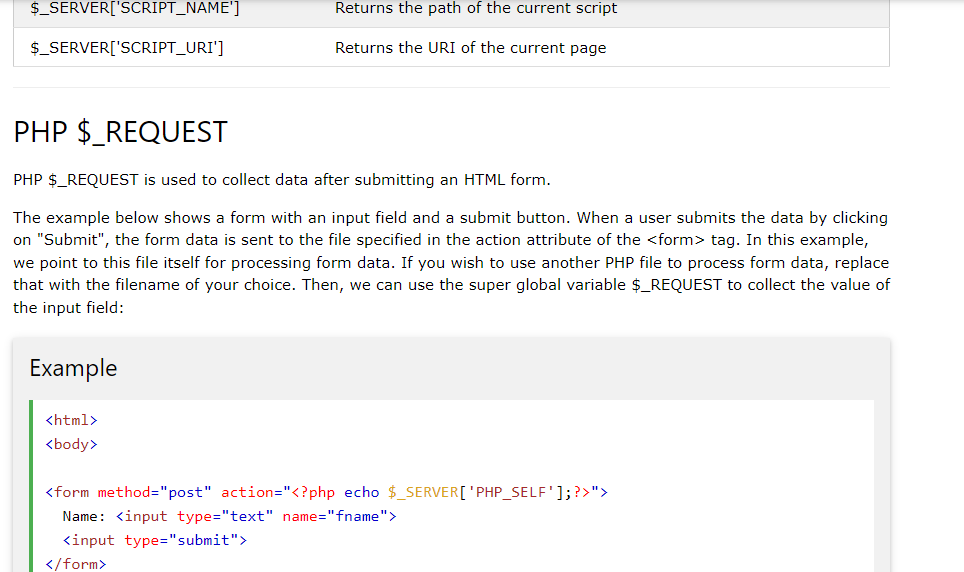 $_SERVER['SCRIPT_NAME'] Returns the path of the current script
$_SERVER['SCRIPT_URI'] Returns the URI of the current page
PHP $_REQUEST
PHP $_REQUEST is used to collect data after submitting an HTML form.
The example below shows a form with an input field and a submit button. When a user submits the data by clicking
on "Submit", the form data is sent to the file specified in the action attribute of the <form> tag. In this example,
we point to this file itself for processing form data. If you wish to use another PHP file to process form data, replace
that with the filename of your choice. Then, we can use the super global variable $_REQUEST to collect the value of
the input field:
Example
<html>
<body>
<form method="post" action="<?php echo $_SERVER['PHP_SELF'];?>">
Name: <input type="text" name="fname">
<input type="submit">
</form>